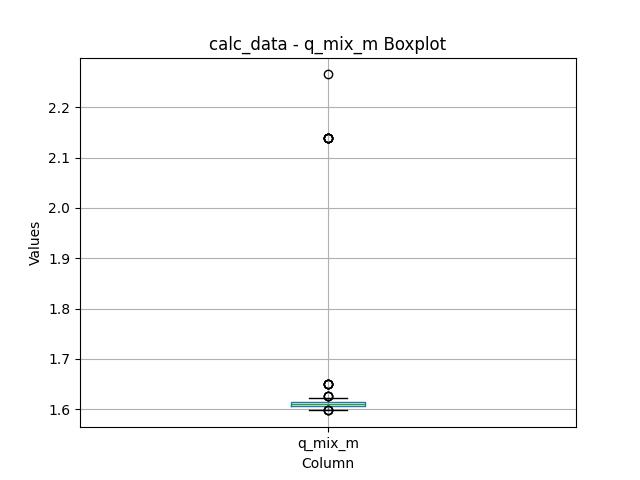 calc_data - q_mix_m Boxplot
2.2
2.1
2.0
1.9
1.8
1.7
1.6
Values
q_mix_m
Column